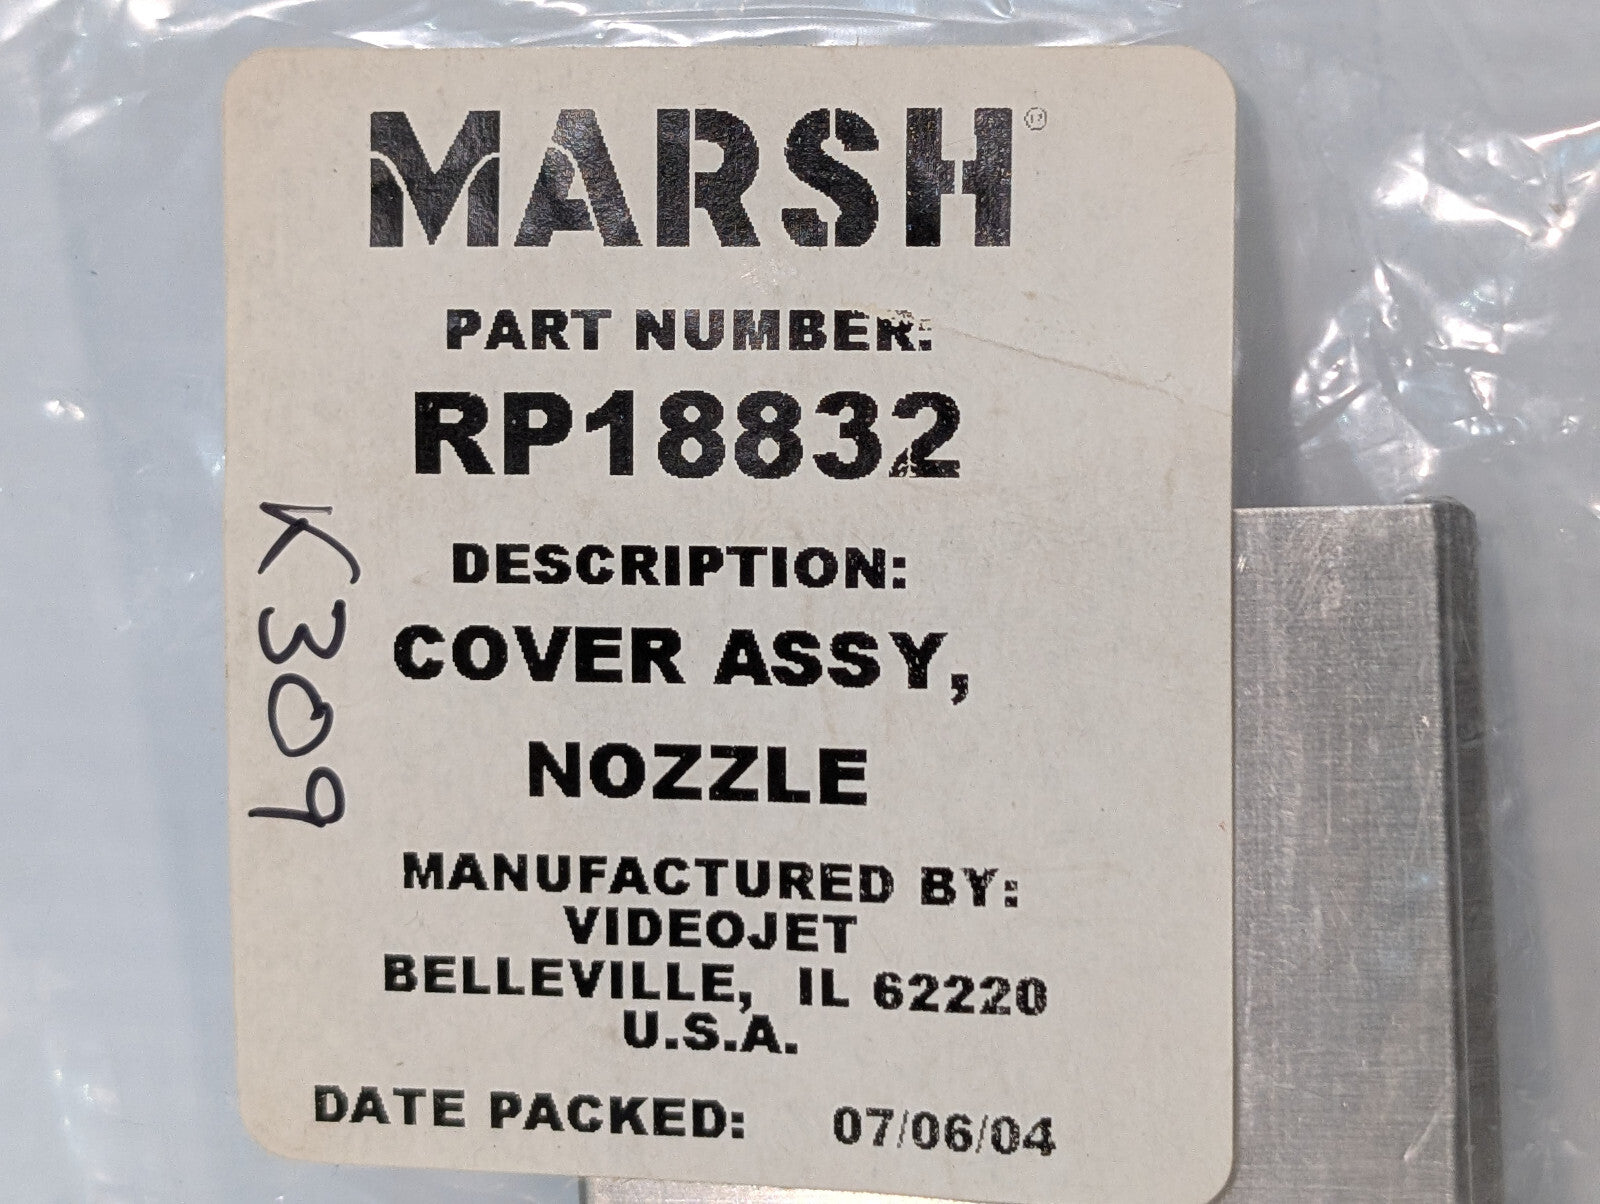 MARSH®
PART NUMBER:
RP18832
DESCRIPTION:
COVER ASSY,
NOZZLE
MANUFACTURED BY:
VIDEOJET
BELLEVILLE, IL 62220
U.S.A.
DATE PACKED: 07/06/04
K309